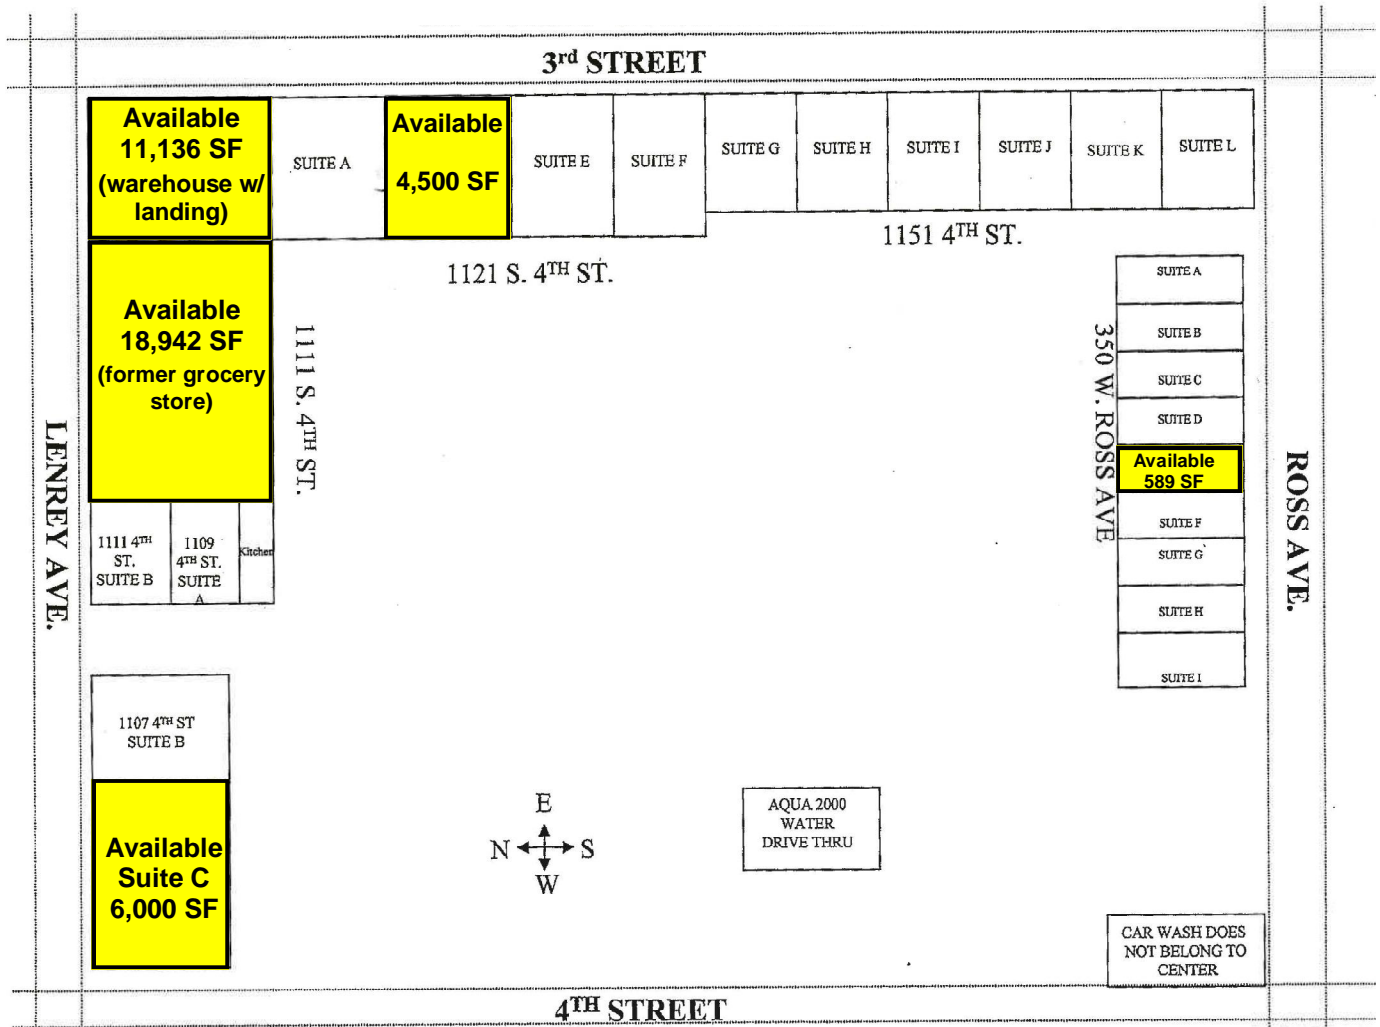 3rd STREET
Available
11,136 SF
(warehouse w/
landing)
SUITE A
Available
4,500 SF
SUITE E
SUITE F
SUITE G
SUITE H
SUITE I
SUITE J
SUITE K
SUITE L
1121 S. 4TH ST.
1151 4TH ST.
Available
18,942 SF
(former grocery
store)
1111 S. 4TH ST.
LENREY AVE.
1111 4TH
ST.
SUITE B
1109
4TH ST.
SUITE
A
Kitchen
350 W. ROSS AVE
SUITE A
SUITE B
SUITE C
SUITE D
Available
589 SF
SUITE F
SUITE G
SUITE H
SUITE I
ROSS AVE.
1107 4TH ST
SUITE B
Available
Suite C
6,000 SF
E
N
S
W
AQUA 2000
WATER
DRIVE THRU
CAR WASH DOES
NOT BELONG TO
CENTER
4TH STREET